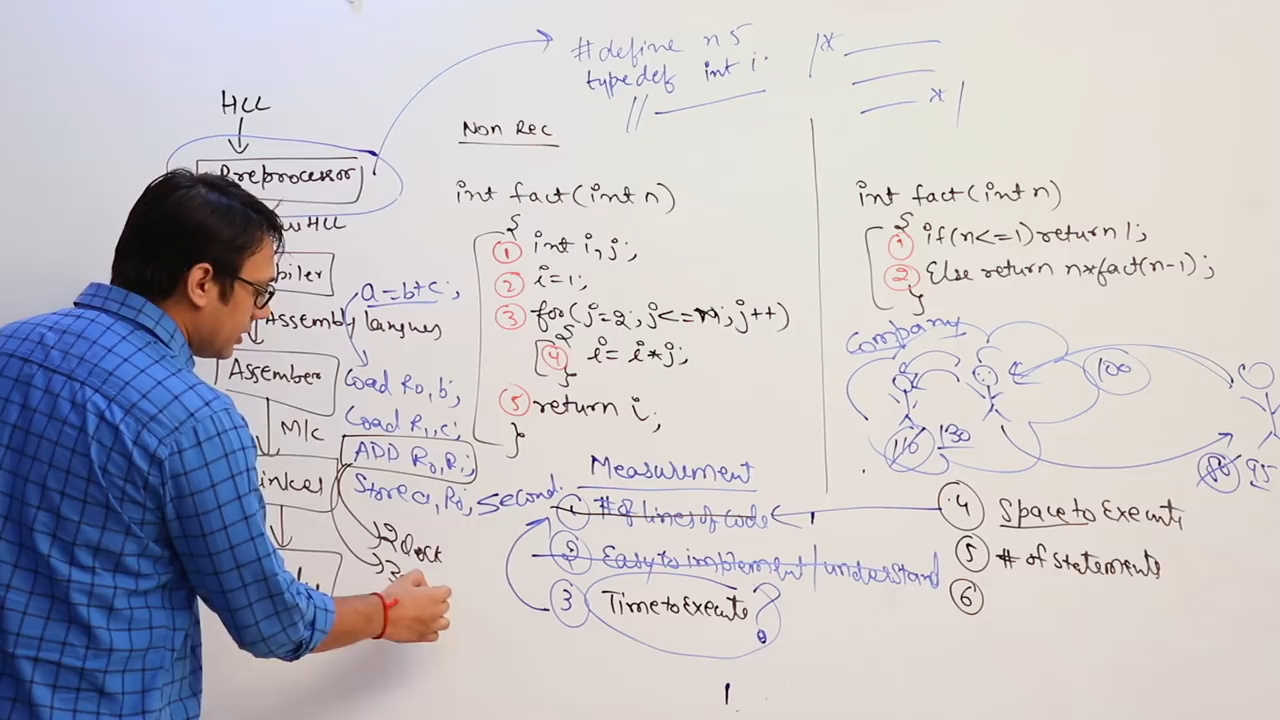 #define n 5
typedef int i.
//
/*
*/
HLL
Preprocessor
HLL
a=b+c;
Assembly langues
Assember
M/c
Load R0,b;
Load R1,c;
ADD R0,R1;
Store a,R0;
2 clock
3
Non Rec
int fact(int n)
{
1 int i,j;
2 i=1;
3 for(j=2;j<=n;j++)
{
4 i=i*j;
}
5 return i;
}
int fact(int n)
{
1 if(n<=1)return 1;
2 Else return n*fact(n-1);
}
Company
100
110 130
80 95
Measurement
second.
1 # of lines of code
2 Easy to implement/understand
3 Time to Execute ?
4 Space to Execute
5 # of statements
6